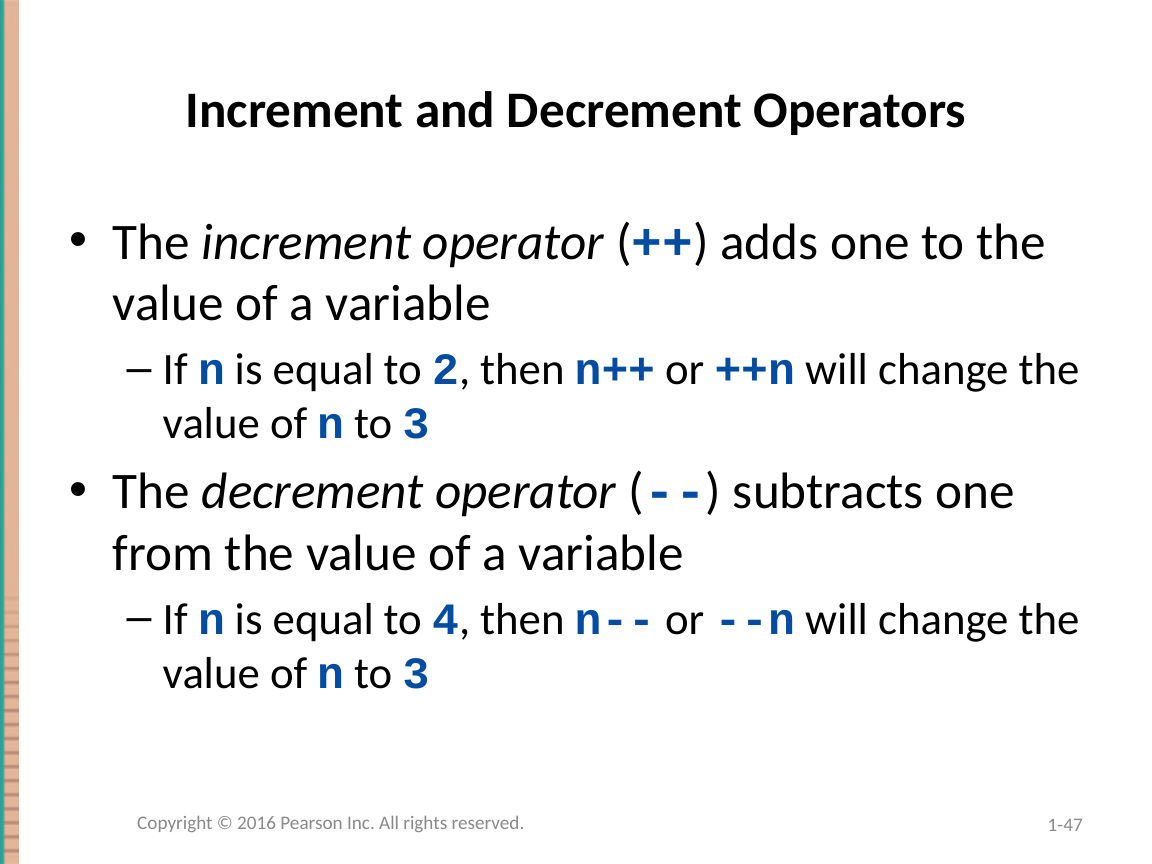 Increment and Decrement Operators
• The increment operator (++) adds one to the
value of a variable
– If n is equal to 2, then n++ or ++n will change the
value of n to 3
• The decrement operator (--) subtracts one
from the value of a variable
– If n is equal to 4, then n-- or --n will change the
value of n to 3
Copyright © 2016 Pearson Inc. All rights reserved.
1-47